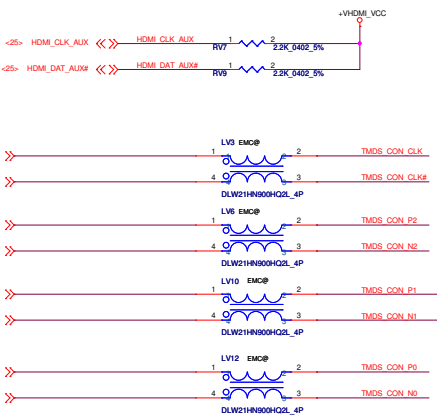 +VHDMI_VCC
<25> HDMI_CLK_AUX HDMI_CLK_AUX 1 2
RV7 2.2K_0402_5%
<25> HDMI_DAT_AUX# HDMI_DAT_AUX# 1 2
RV9 2.2K_0402_5%
LV3 EMC@
1 2 TMDS_CON_CLK
4 3 TMDS_CON_CLK#
DLW21HN900HQ2L_4P
LV6 EMC@
1 2 TMDS_CON_P2
4 3 TMDS_CON_N2
DLW21HN900HQ2L_4P
LV10 EMC@
1 2 TMDS_CON_P1
4 3 TMDS_CON_N1
DLW21HN900HQ2L_4P
LV12 EMC@
1 2 TMDS_CON_P0
4 3 TMDS_CON_N0
DLW21HN900HQ2L_4P